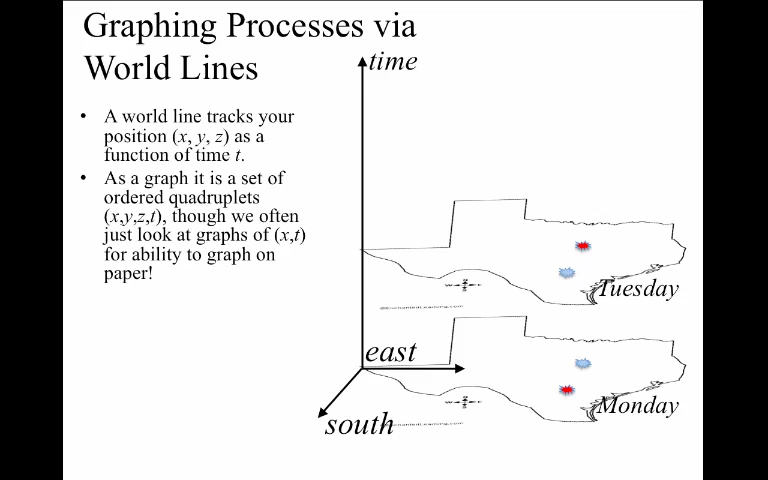 Graphing Processes via
World Lines
time
• A world line tracks your
position (x, y, z) as a
function of time t.
• As a graph it is a set of
ordered quadruplets
(x,y,z,t), though we often
just look at graphs of (x,t)
for ability to graph on
paper!
Tuesday
east
Monday
south